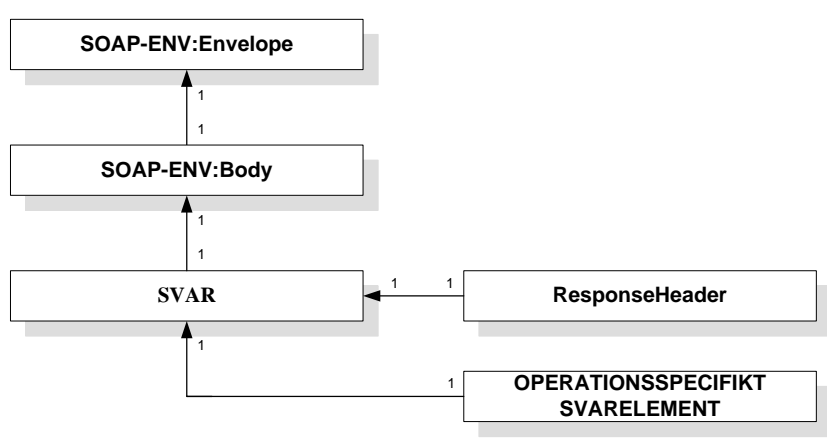 SOAP-ENV:Envelope
1
1
SOAP-ENV:Body
1
1
SVAR
1
1
ResponseHeader
1
1
OPERATIONSSPECIFIKT
SVARELEMENT